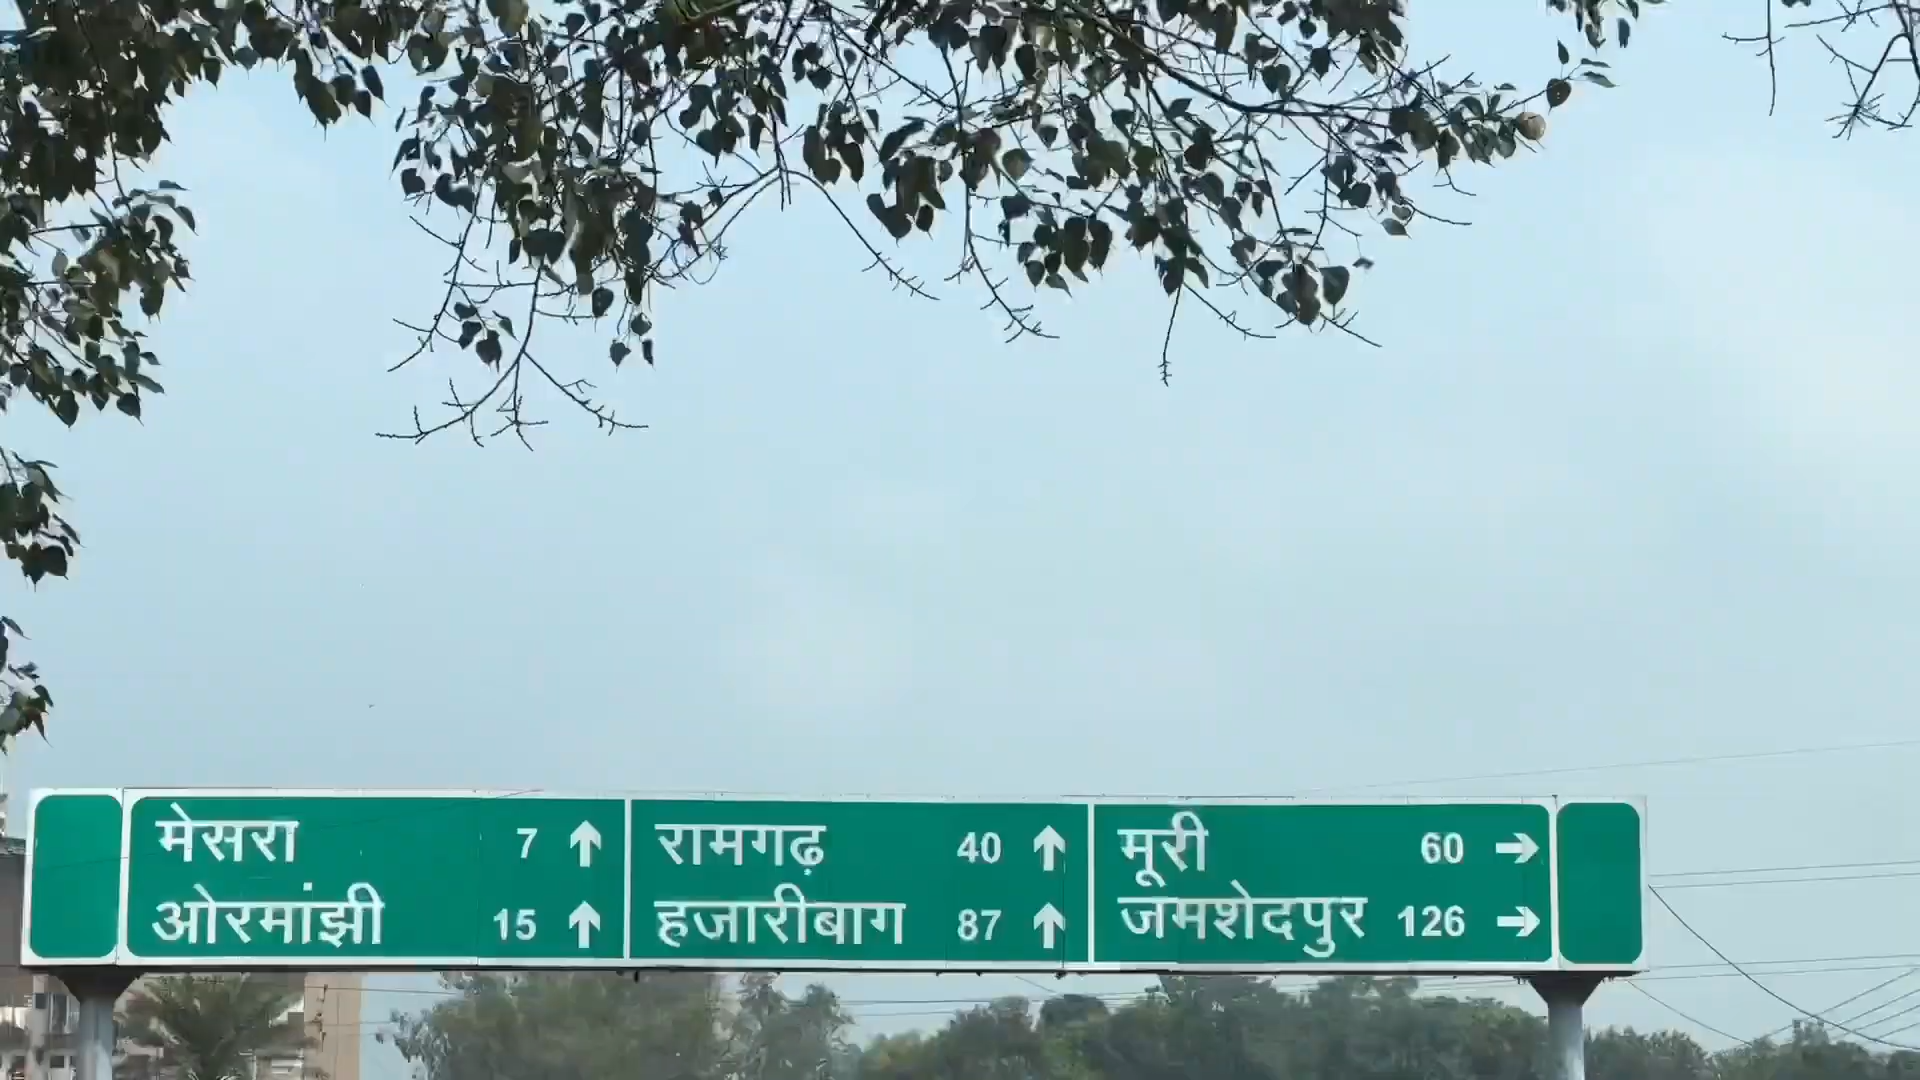 मेसरा 7 ↑
ओरमांझी 15 ↑
रामगढ़ 40 ↑
हजारीबाग 87 ↑
मूरी 60 →
जमशेदपुर 126 →